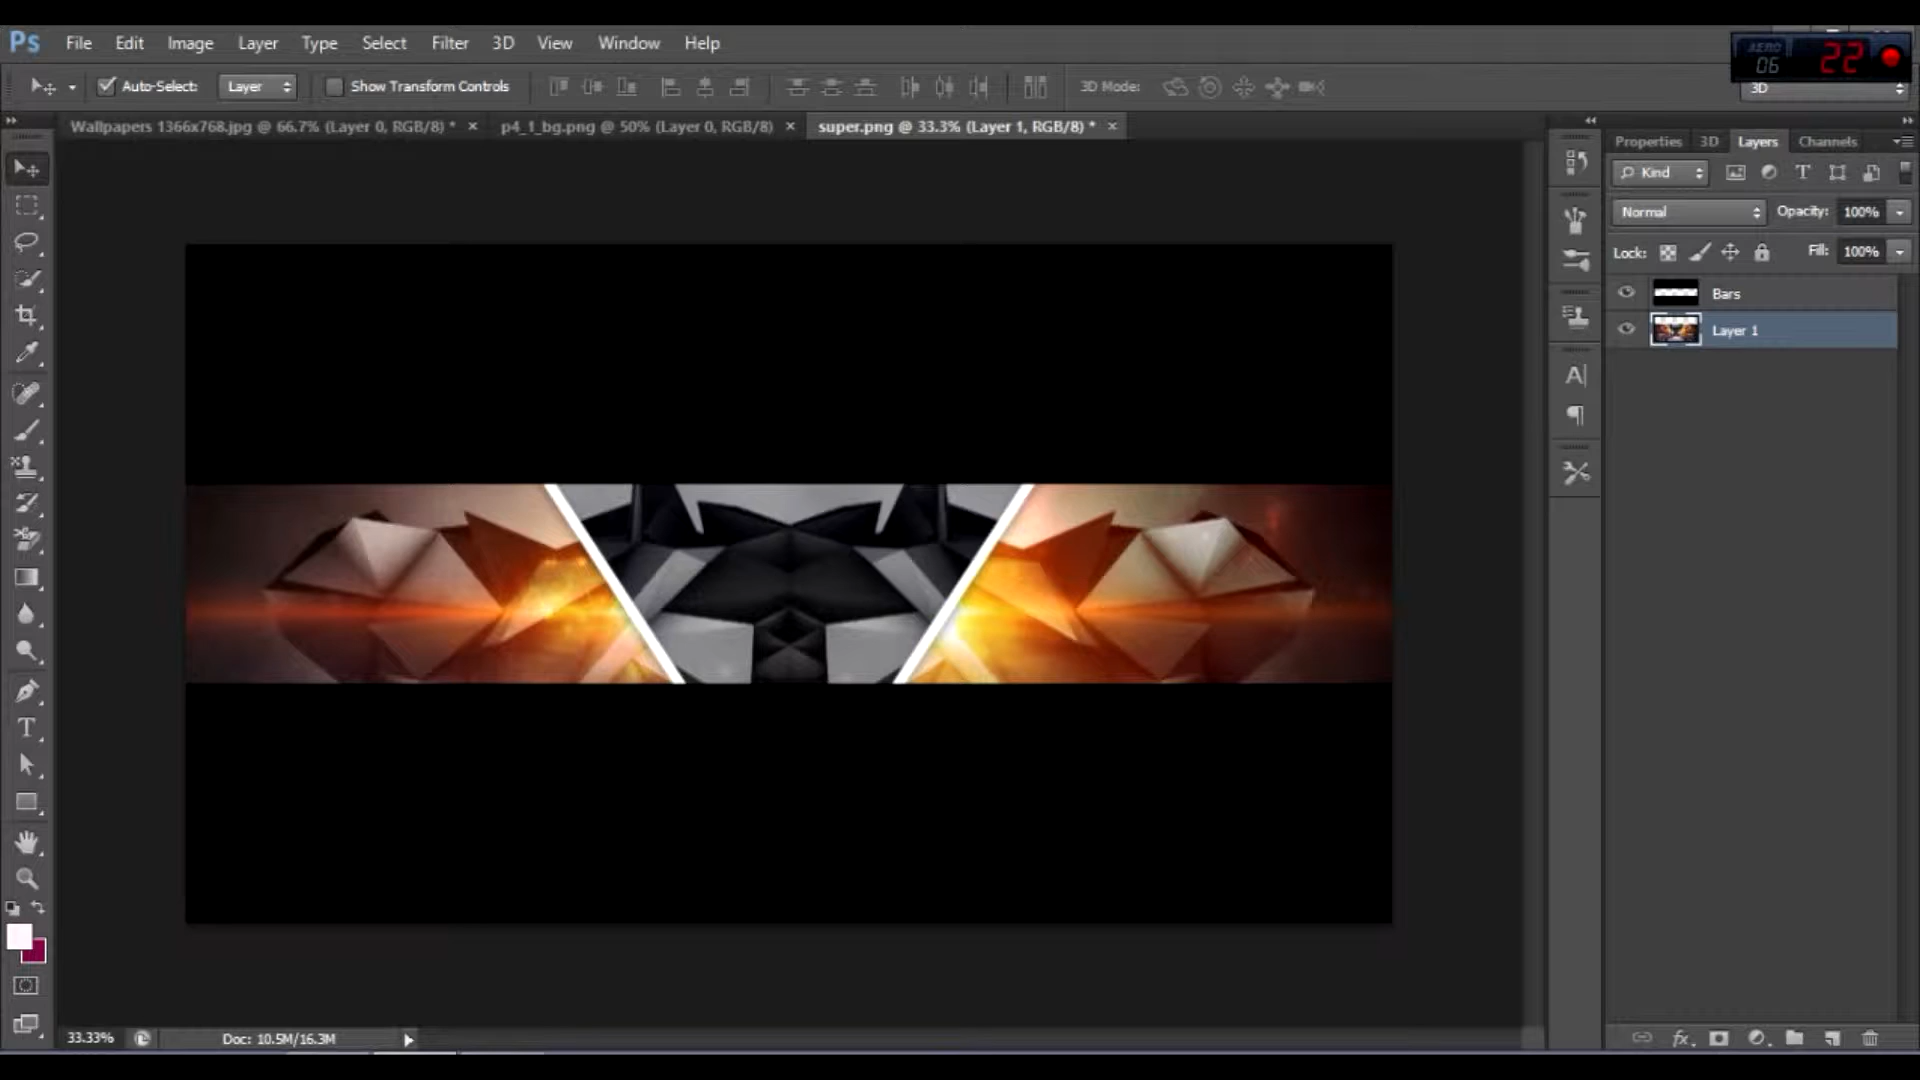 Ps File Edit Image Layer Type Select Filter 3D View Window Help
AERO
06 22
Auto-Select: Layer Show Transform Controls 3D Mode: 3D
Wallpapers 1366x768.jpg @ 66.7% (Layer 0, RGB/8) * × p4_1_bg.png @ 50% (Layer 0, RGB/8) × super.png @ 33.3% (Layer 1, RGB/8) * ×
Properties 3D Layers Channels
Kind
Normal Opacity: 100%
Lock: Fill: 100%
Bars
Layer 1
33.33% Doc: 10.5M/16.3M